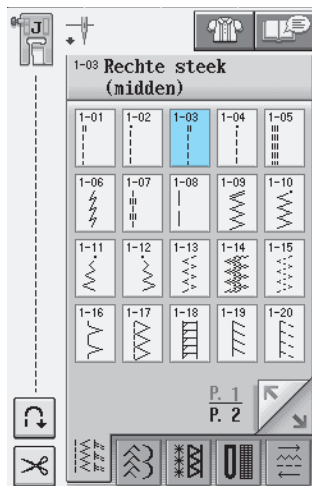 J
1-03 Rechte steek
(midden)
1-01 1-02 1-03 1-04 1-05
1-06 1-07 1-08 1-09 1-10
1-11 1-12 1-13 1-14 1-15
1-16 1-17 1-18 1-19 1-20
P. 1
P. 2